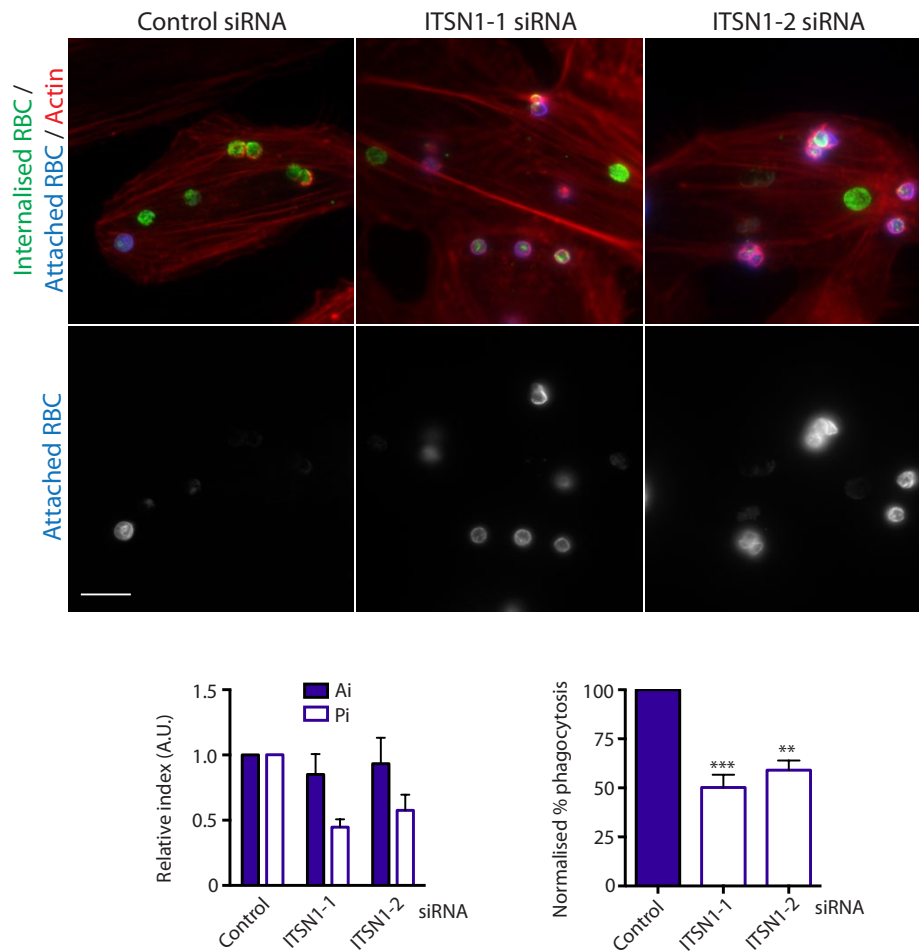 Control siRNA
ITSN1-1 siRNA
ITSN1-2 siRNA
Internalised RBC /
Attached RBC / Actin
Attached RBC
Relative index (A.U.)
1.5
1.0
0.5
0
Ai
Pi
Control
ITSN1-1
ITSN1-2
siRNA
Normalised % phagocytosis
100
75
50
25
0
***
**
Control
ITSN1-1
ITSN1-2
siRNA